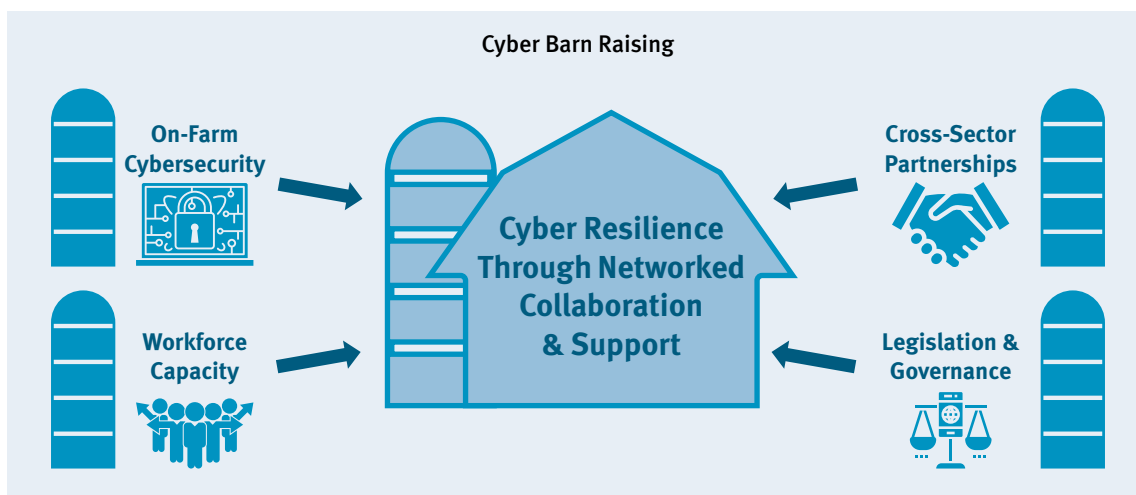 Cyber Barn Raising
On-Farm
Cybersecurity
Workforce
Capacity
Cyber Resilience
Through Networked
Collaboration
& Support
Cross-Sector
Partnerships
Legislation &
Governance